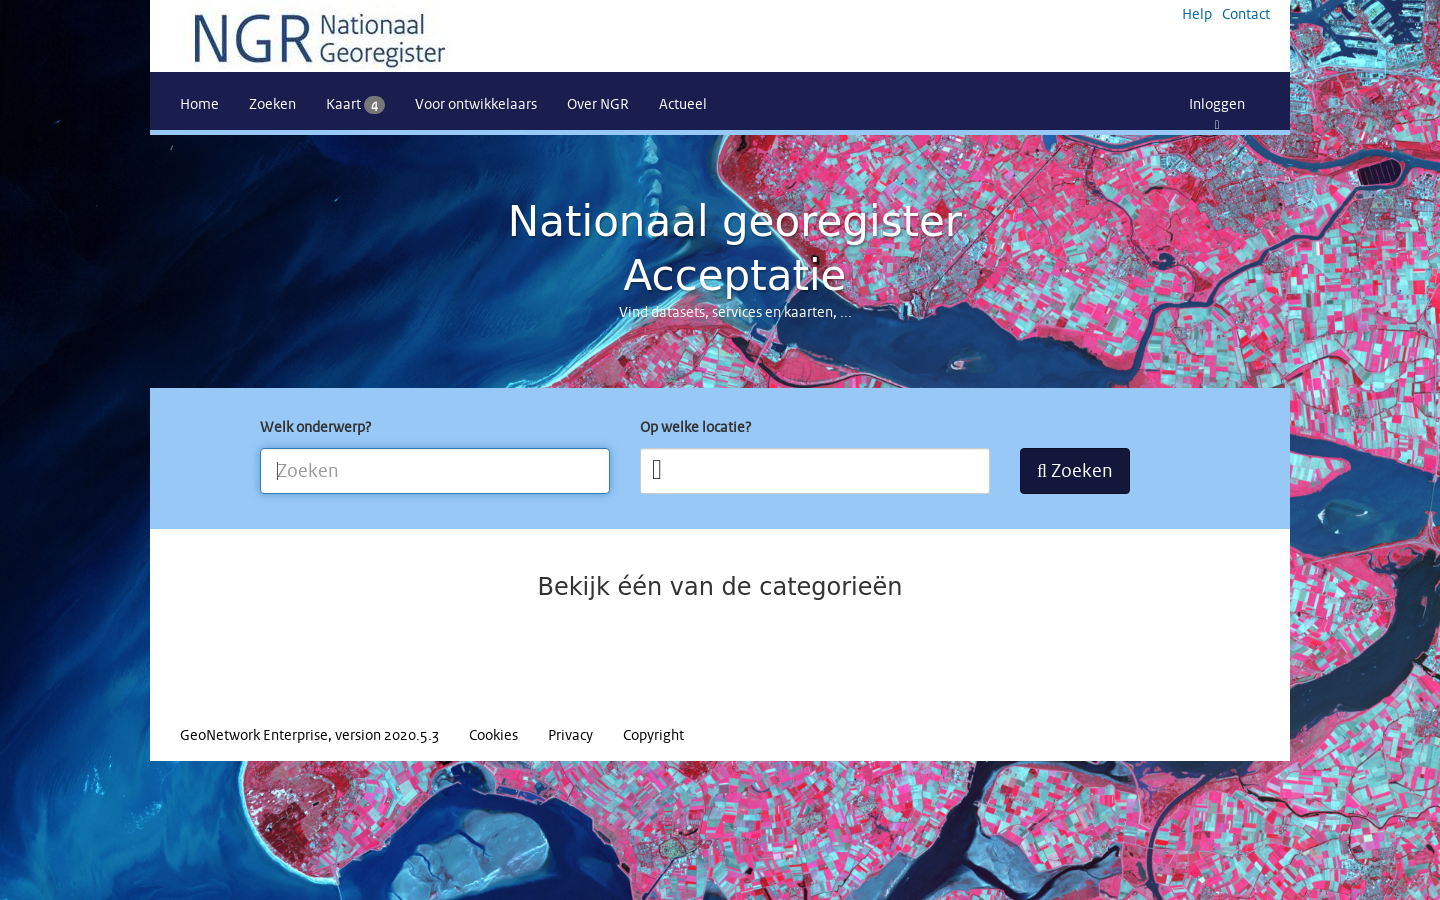 NGR Nationaal Georegister
Help Contact
Home Zoeken Kaart 4 Voor ontwikkelaars Over NGR Actueel Inloggen
Nationaal georegister
Acceptatie
Vind datasets, services en kaarten, ...
Welk onderwerp? Op welke locatie?
Zoeken Zoeken
Bekijk één van de categorieën
GeoNetwork Enterprise, version 2020.5.3 Cookies Privacy Copyright